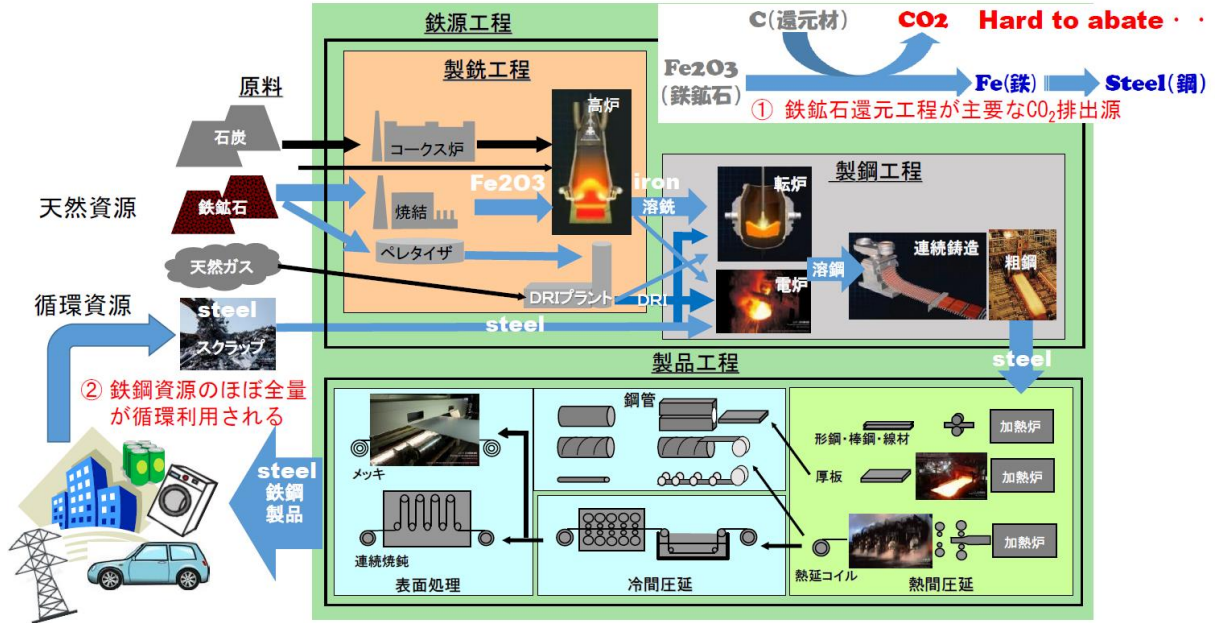 鉄源工程
C(還元材)
CO2
Hard to abate・・
Fe2O3
(鉄鉱石)
Fe(鉄)
Steel(鋼)
① 鉄鉱石還元工程が主要なCO₂排出源
製銑工程
原料
石炭
コークス炉
高炉
製鋼工程
天然資源
鉄鉱石
焼結
Fe2O3
iron
溶銑
転炉
ペレタイザ
天然ガス
DRIプラント
DRI
電炉
溶鋼
連続鋳造
粗鋼
循環資源
steel
スクラップ
steel
steel
製品工程
② 鉄鋼資源のほぼ全量
が循環利用される
steel
鉄鋼
製品
メッキ
連続焼鈍
表面処理
鋼管
冷間圧延
形鋼・棒鋼・線材
加熱炉
厚板
加熱炉
熱延コイル
加熱炉
熱間圧延